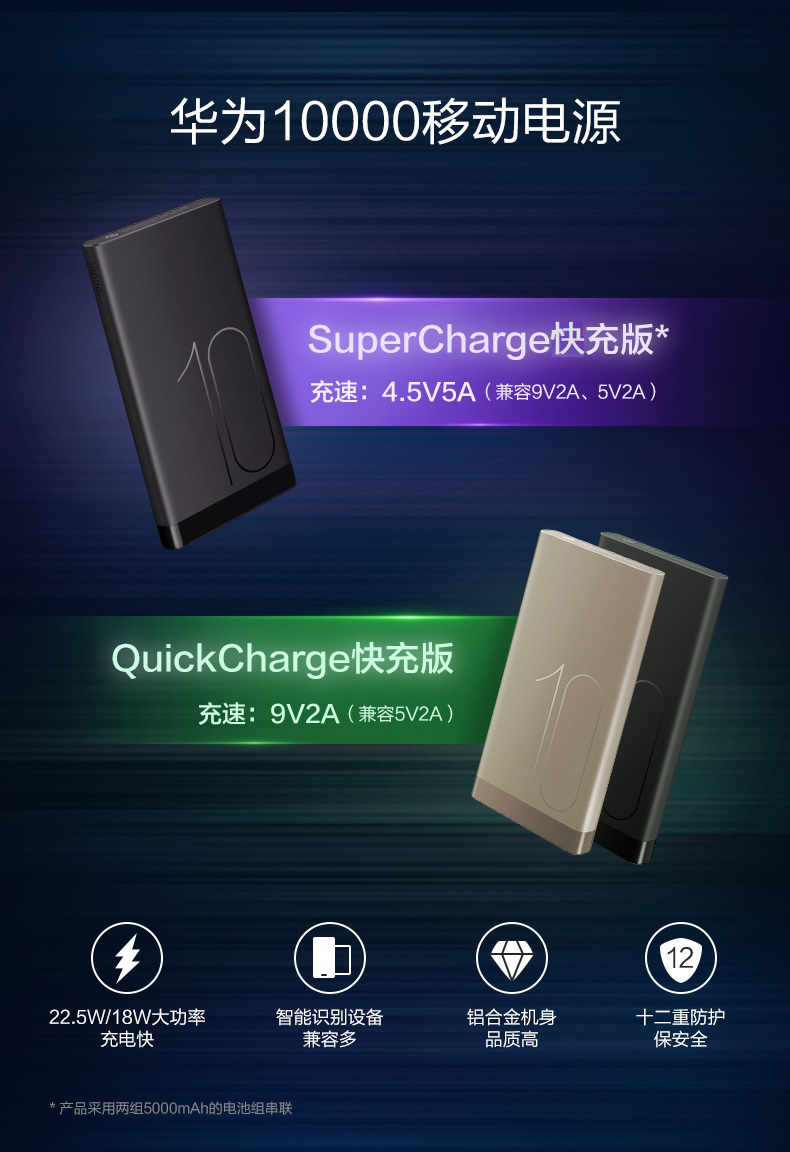 华为10000移动电源
10
SuperCharge快充版*
充速：4.5V5A（兼容9V2A、5V2A）
QuickCharge快充版
充速：9V2A（兼容5V2A）
10
0
22.5W/18W大功率
充电快
智能识别设备
兼容多
铝合金机身
品质高
12
十二重防护
保安全
* 产品采用两组5000mAh的电池组串联